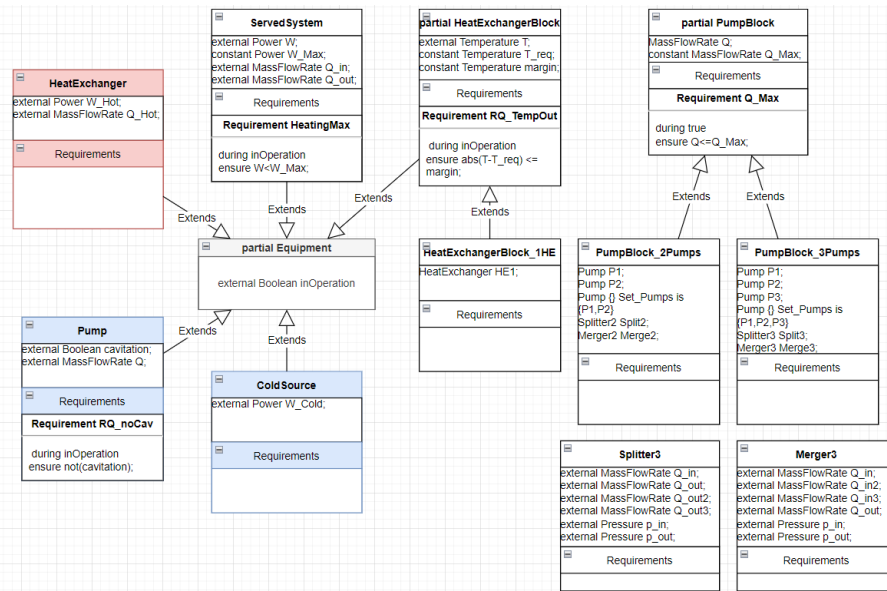 ServedSystem
external Power W;
constant Power W_Max;
external MassFlowRate Q_in;
external MassFlowRate Q_out;
Requirements
Requirement HeatingMax
during inOperation
ensure W<W_Max;
partial HeatExchangerBlock
external Temperature T;
constant Temperature T_req;
constant Temperature margin;
Requirements
Requirement RQ_TempOut
during inOperation
ensure abs(T-T_req) <=
margin;
partial PumpBlock
MassFlowRate Q;
constant MassFlowRate Q_Max;
Requirements
Requirement Q_Max
during true
ensure Q<=Q_Max;
HeatExchanger
external Power W_Hot;
external MassFlowRate Q_Hot;
Requirements
Extends
Extends
Extends
Extends
Extends
Extends
partial Equipment
external Boolean inOperation
HeatExchangerBlock_1HE
HeatExchanger HE1;
Requirements
PumpBlock_2Pumps
Pump P1;
Pump P2;
Pump {} Set_Pumps is
{P1,P2}
Splitter2 Split2;
Merger2 Merge2;
Requirements
PumpBlock_3Pumps
Pump P1;
Pump P2;
Pump P3;
Pump {} Set_Pumps is
{P1,P2,P3}
Splitter3 Split3;
Merger3 Merge3;
Requirements
Extends
Extends
Pump
external Boolean cavitation;
external MassFlowRate Q;
Requirements
Requirement RQ_noCav
during inOperation
ensure not(cavitation);
ColdSource
external Power W_Cold;
Requirements
Splitter3
external MassFlowRate Q_in;
external MassFlowRate Q_out;
external MassFlowRate Q_out2;
external MassFlowRate Q_out3;
external Pressure p_in;
external Pressure p_out;
Requirements
Merger3
external MassFlowRate Q_in;
external MassFlowRate Q_in2;
external MassFlowRate Q_in3;
external MassFlowRate Q_out;
external Pressure p_in;
external Pressure p_out;
Requirements